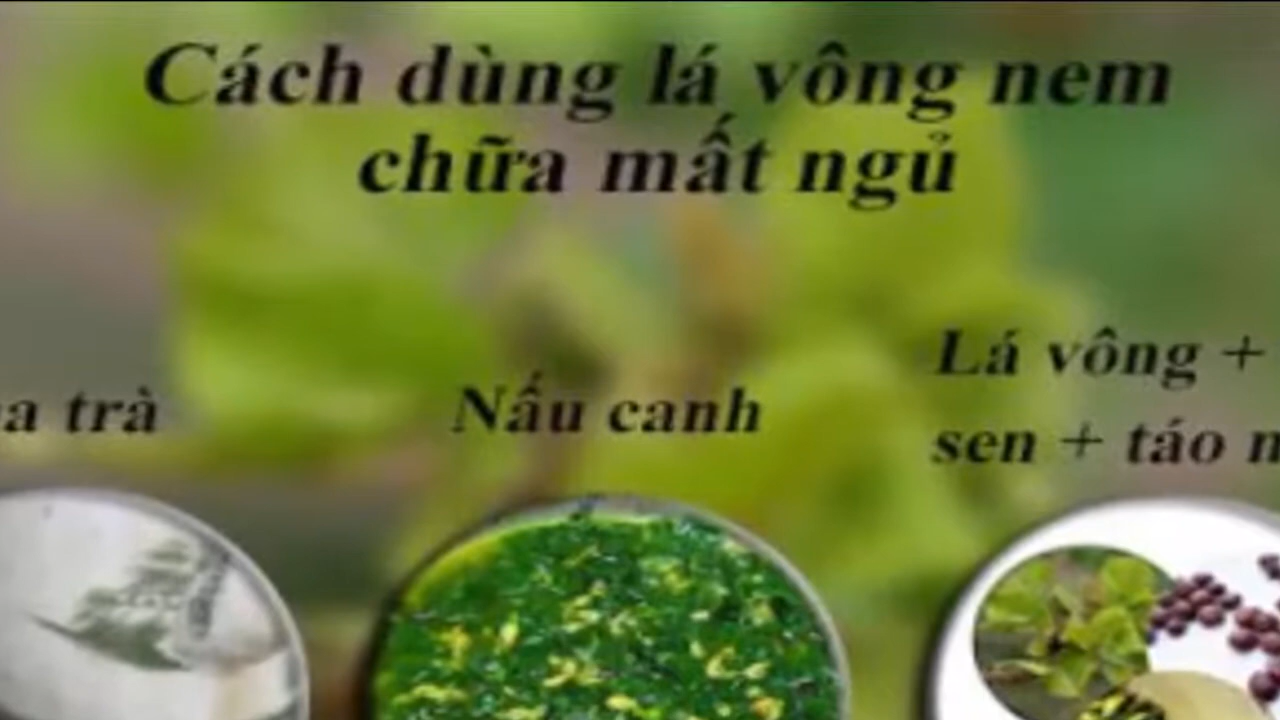 Cách dùng lá vông nem
chữa mất ngủ
trà
Nấu canh
Lá vông +
sen + táo